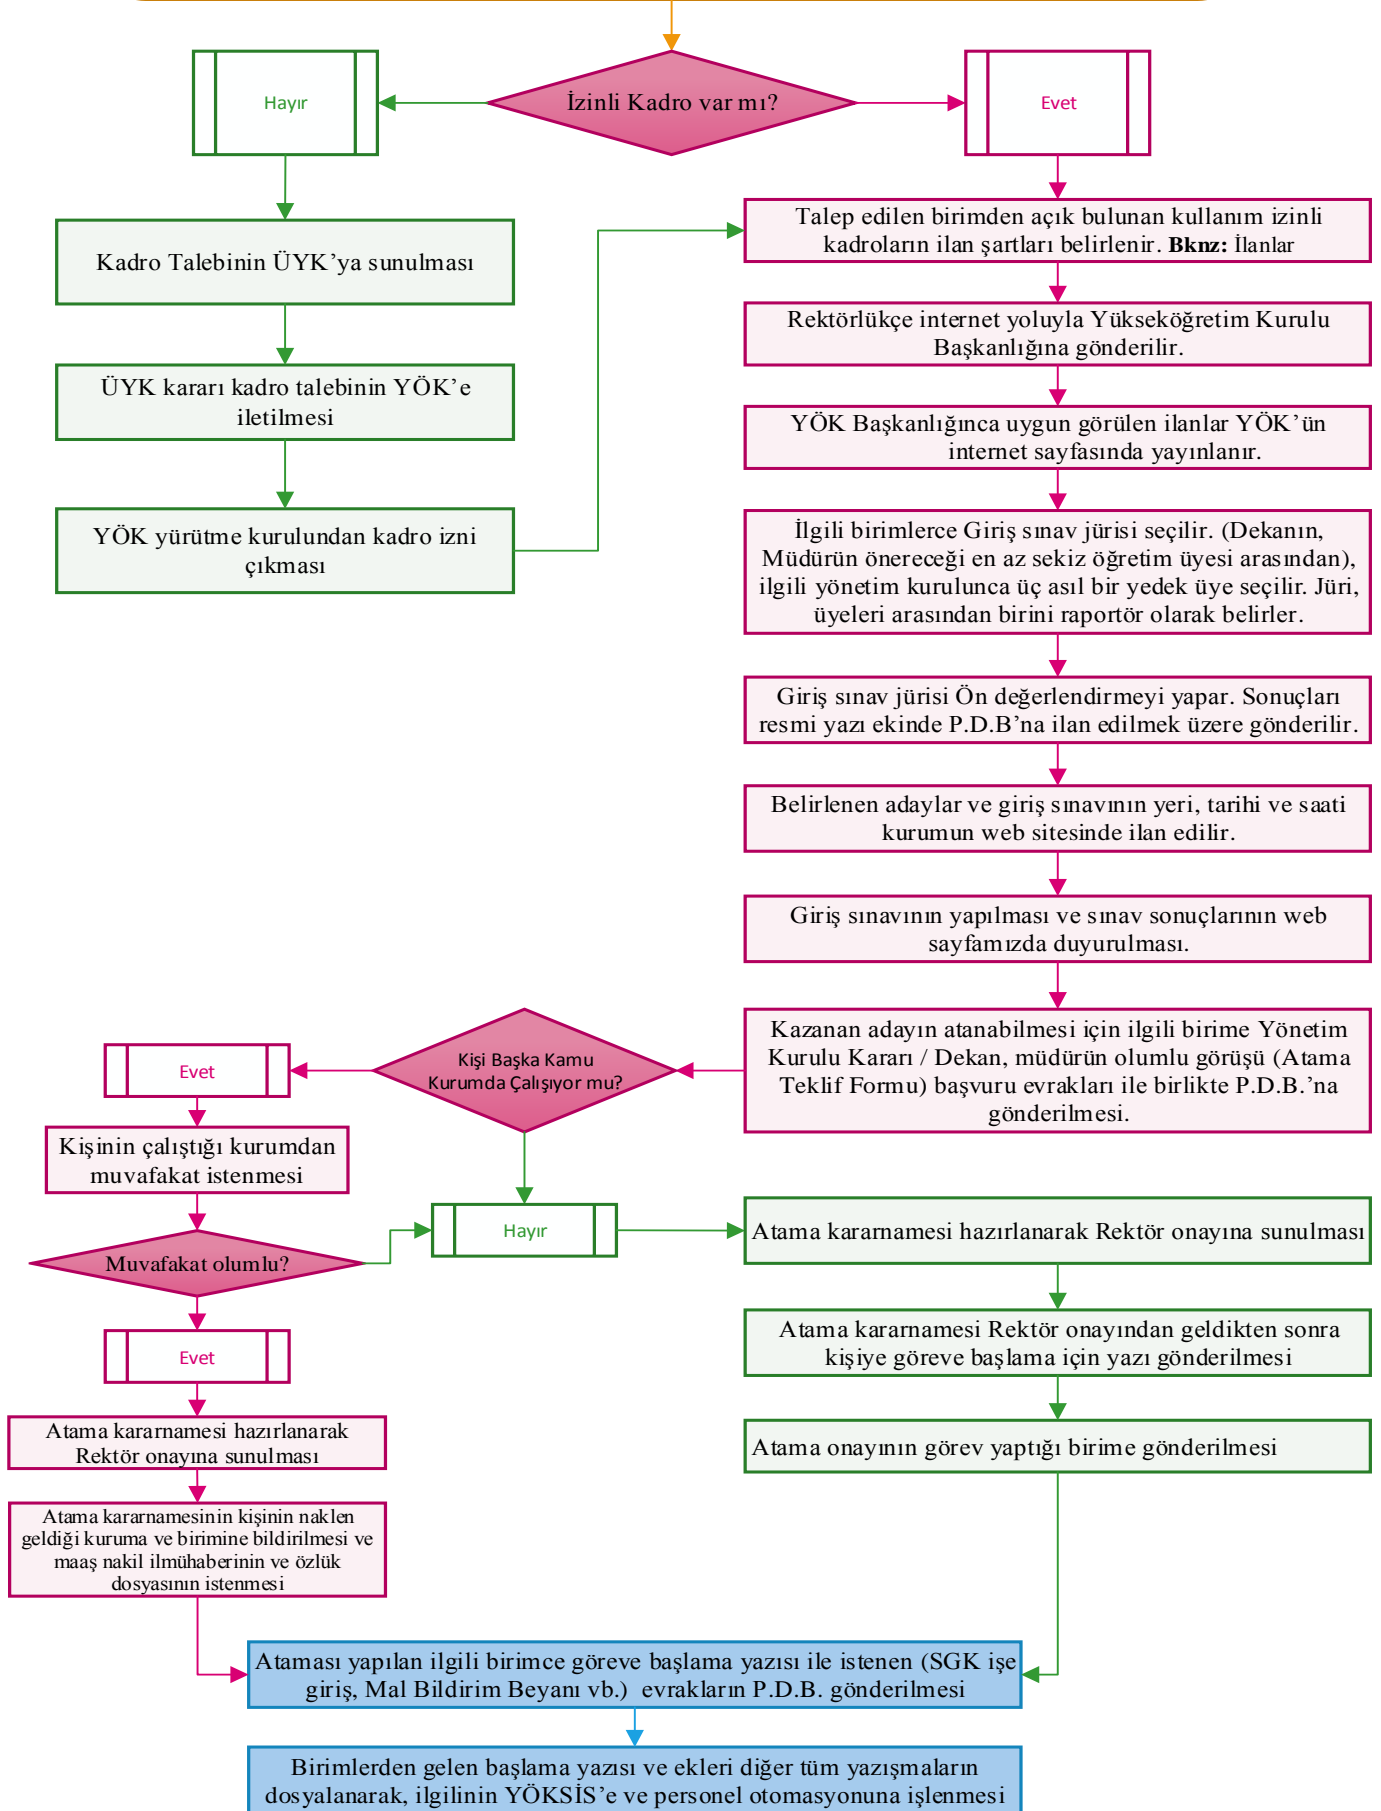 İzinli Kadro var mı?
Hayır
Evet
Kadro Talebinin ÜYK’ya sunulması
ÜYK kararı kadro talebinin YÖK’e
iletilmesi
YÖK yürütme kurulundan kadro izni
çıkması
Talep edilen birimden açık bulunan kullanım izinli
kadroların ilan şartları belirlenir. Bknz: İlanlar
Rektörlükçe internet yoluyla Yükseköğretim Kurulu
Başkanlığına gönderilir.
YÖK Başkanlığınca uygun görülen ilanlar YÖK’ün
internet sayfasında yayınlanır.
İlgili birimlerce Giriş sınav jürisi seçilir. (Dekanın,
Müdürün önereceği en az sekiz öğretim üyesi arasından),
ilgili yönetim kurulunca üç asıl bir yedek üye seçilir. Jüri,
üyeleri arasından birini raportör olarak belirler.
Giriş sınav jürisi Ön değerlendirmeyi yapar. Sonuçları
resmi yazı ekinde P.D.B’na ilan edilmek üzere gönderilir.
Belirlenen adaylar ve giriş sınavının yeri, tarihi ve saati
kurumun web sitesinde ilan edilir.
Giriş sınavının yapılması ve sınav sonuçlarının web
sayfamızda duyurulması.
Kazanan adayın atanabilmesi için ilgili birime Yönetim
Kurulu Kararı / Dekan, müdürün olumlu görüşü (Atama
Teklif Formu) başvuru evrakları ile birlikte P.D.B.’na
gönderilmesi.
Kişi Başka Kamu
Kurumda Çalışıyor mu?
Evet
Kişinin çalıştığı kurumdan
muvafakat istenmesi
Muvafakat olumlu?
Hayır
Evet
Atama kararnamesi hazırlanarak
Rektör onayına sunulması
Atama kararnamesinin kişinin naklen
geldiği kuruma ve birimine bildirilmesi ve
maaş nakil ilmühaberinin ve özlük
dosyasının istenmesi
Atama kararnamesi hazırlanarak Rektör onayına sunulması
Atama kararnamesi Rektör onayından geldikten sonra
kişiye göreve başlama için yazı gönderilmesi
Atama onayının görev yaptığı birime gönderilmesi
Ataması yapılan ilgili birimce göreve başlama yazısı ile istenen (SGK işe
giriş, Mal Bildirim Beyanı vb.) evrakların P.D.B. gönderilmesi
Birimlerden gelen başlama yazısı ve ekleri diğer tüm yazışmaların
dosyalanarak, ilgilinin YÖKSİS’e ve personel otomasyonuna işlenmesi